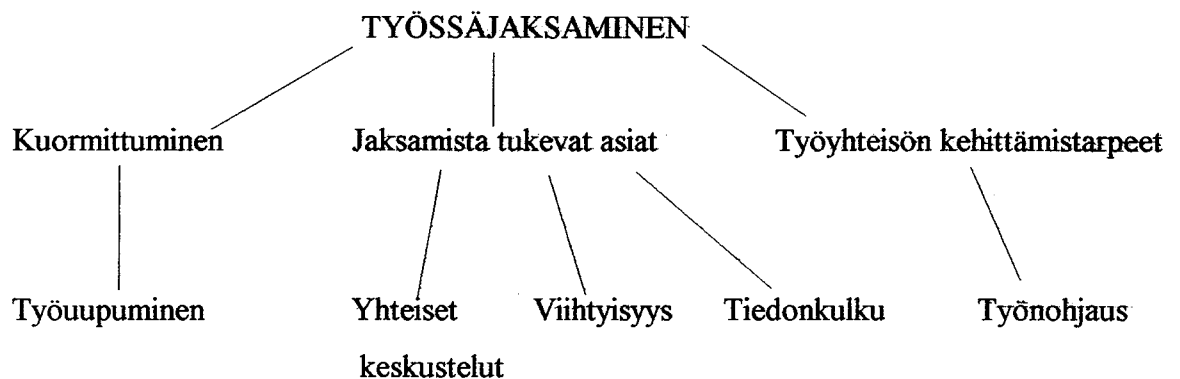 TYÖSSÄJAKSAMINEN
Kuormittuminen Jaksamista tukevat asiat Työyhteisön kehittämistarpeet
Työuupuminen Yhteiset Viihtyisyys Tiedonkulku Työnohjaus
keskustelut